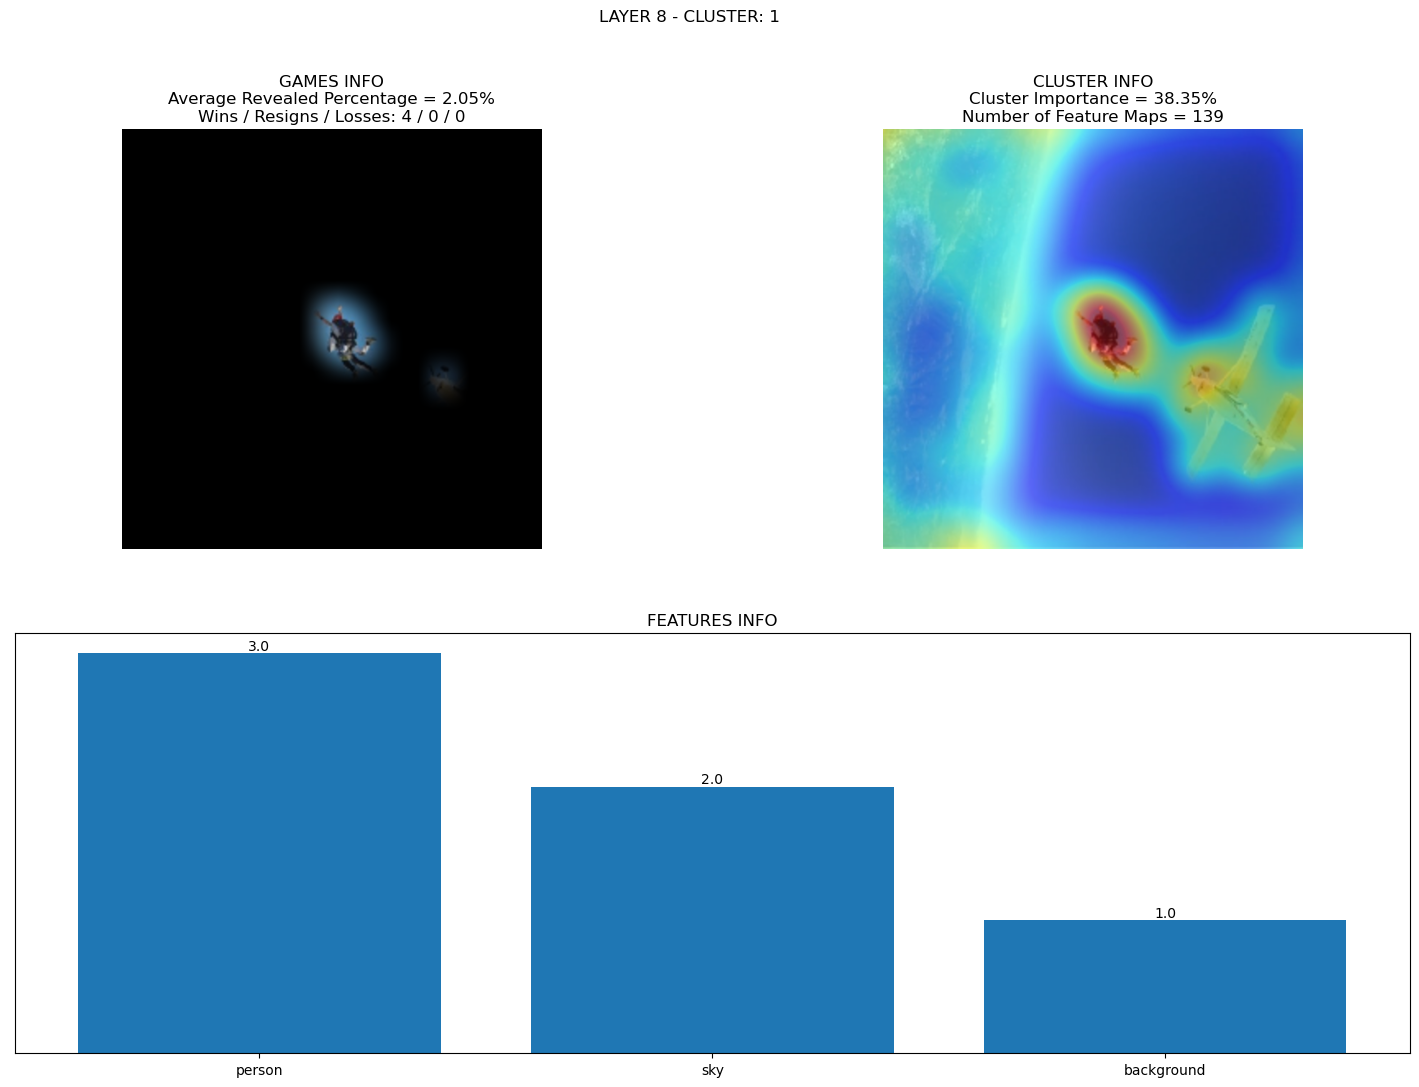 LAYER 8 - CLUSTER: 1
GAMES INFO
Average Revealed Percentage = 2.05%
Wins / Resigns / Losses: 4 / 0 / 0
CLUSTER INFO
Cluster Importance = 38.35%
Number of Feature Maps = 139
FEATURES INFO
3.0
2.0
1.0
person
sky
background